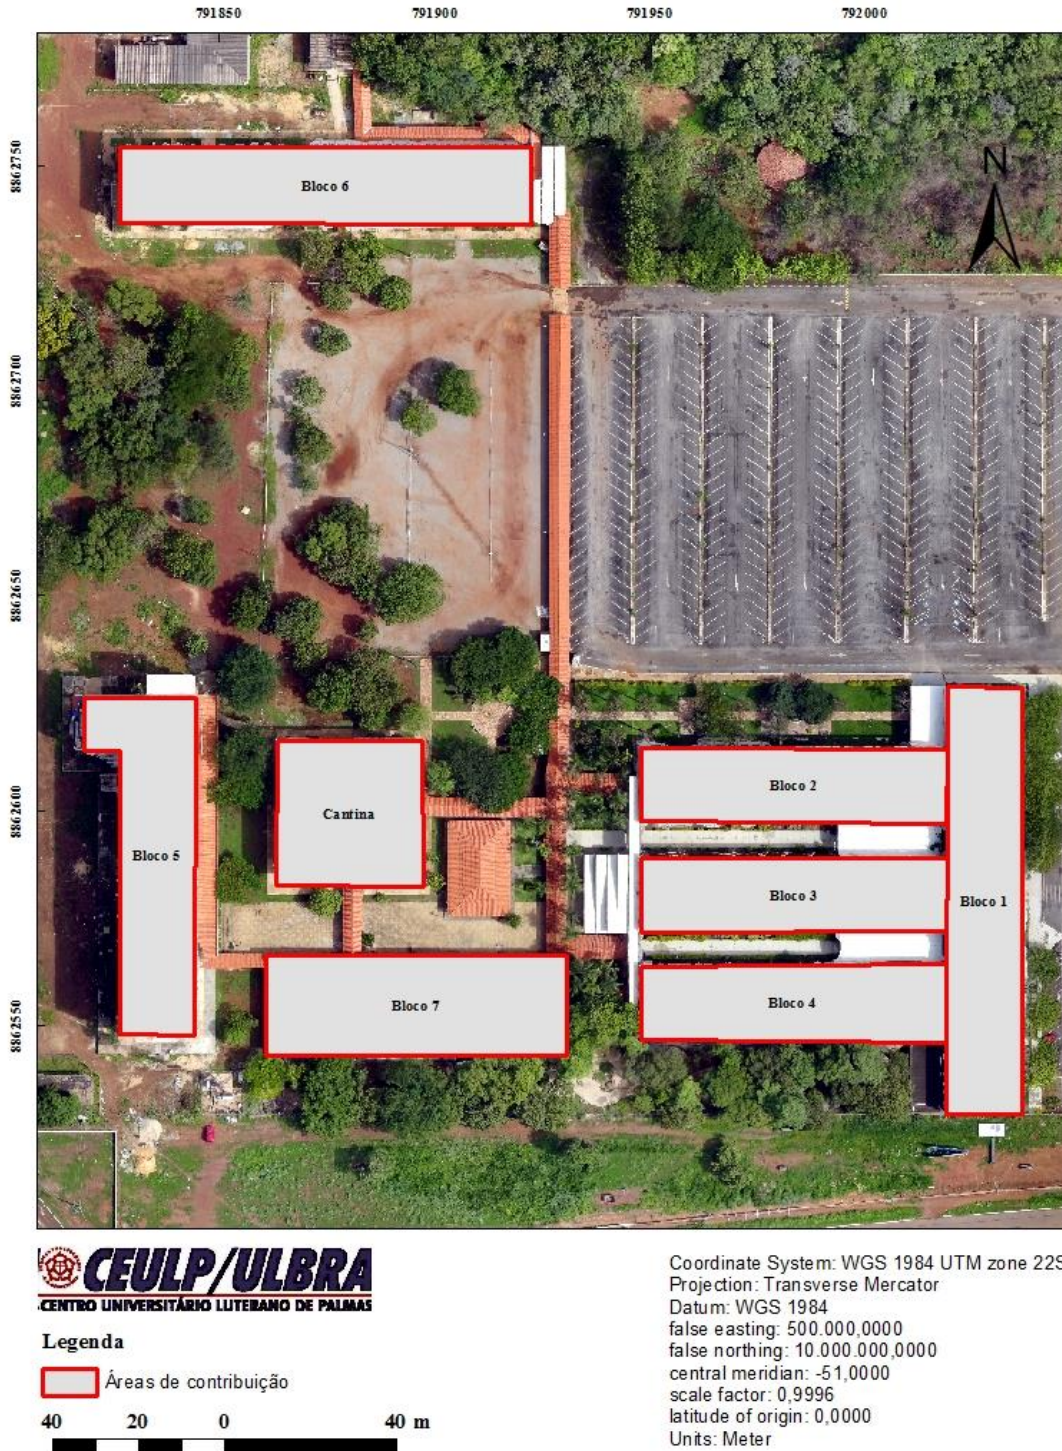 791850 791900 791950 792000
8862750
8862700
8862650
8862600
8862550
N
Bloco 6
Bloco 2
Cantina
Bloco 5
Bloco 3
Bloco 1
Bloco 7
Bloco 4
CEULP/ULBRA
CENTRO UNIVERSITÁRIO LUTERANO DE PALMAS
Legenda
Áreas de contribuição
40 20 0 40 m
Coordinate System: WGS 1984 UTM zone 22S
Projection: Transverse Mercator
Datum: WGS 1984
false easting: 500.000,0000
false northing: 10.000.000,0000
central meridian: -51,0000
scale factor: 0,9996
latitude of origin: 0,0000
Units: Meter